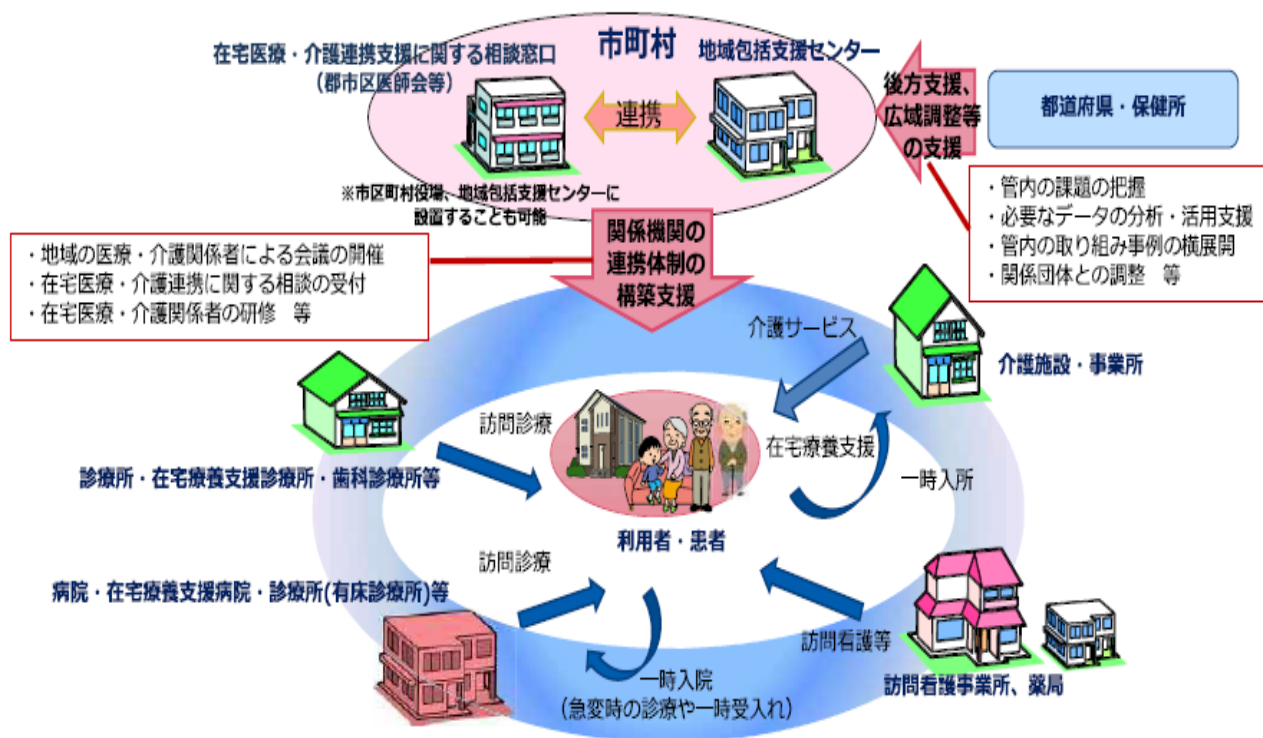 市町村
在宅医療・介護連携支援に関する相談窓口
（郡市区医師会等）
地域包括支援センター
連携
※市区町村役場、地域包括支援センターに
設置することも可能
後方支援、
広域調整等
の支援
都道府県・保健所
・管内の課題の把握
・必要なデータの分析・活用支援
・管内の取り組み事例の横展開
・関係団体との調整　等
関係機関の
連携体制の
構築支援
・地域の医療・介護関係者による会議の開催
・在宅医療・介護連携に関する相談の受付
・在宅医療・介護関係者の研修　等
介護サービス
介護施設・事業所
訪問診療
在宅療養支援
診療所・在宅療養支援診療所・歯科診療所等
一時入所
利用者・患者
訪問診療
病院・在宅療養支援病院・診療所(有床診療所)等
訪問看護等
一時入院
（急変時の診療や一時受入れ）
訪問看護事業所、薬局